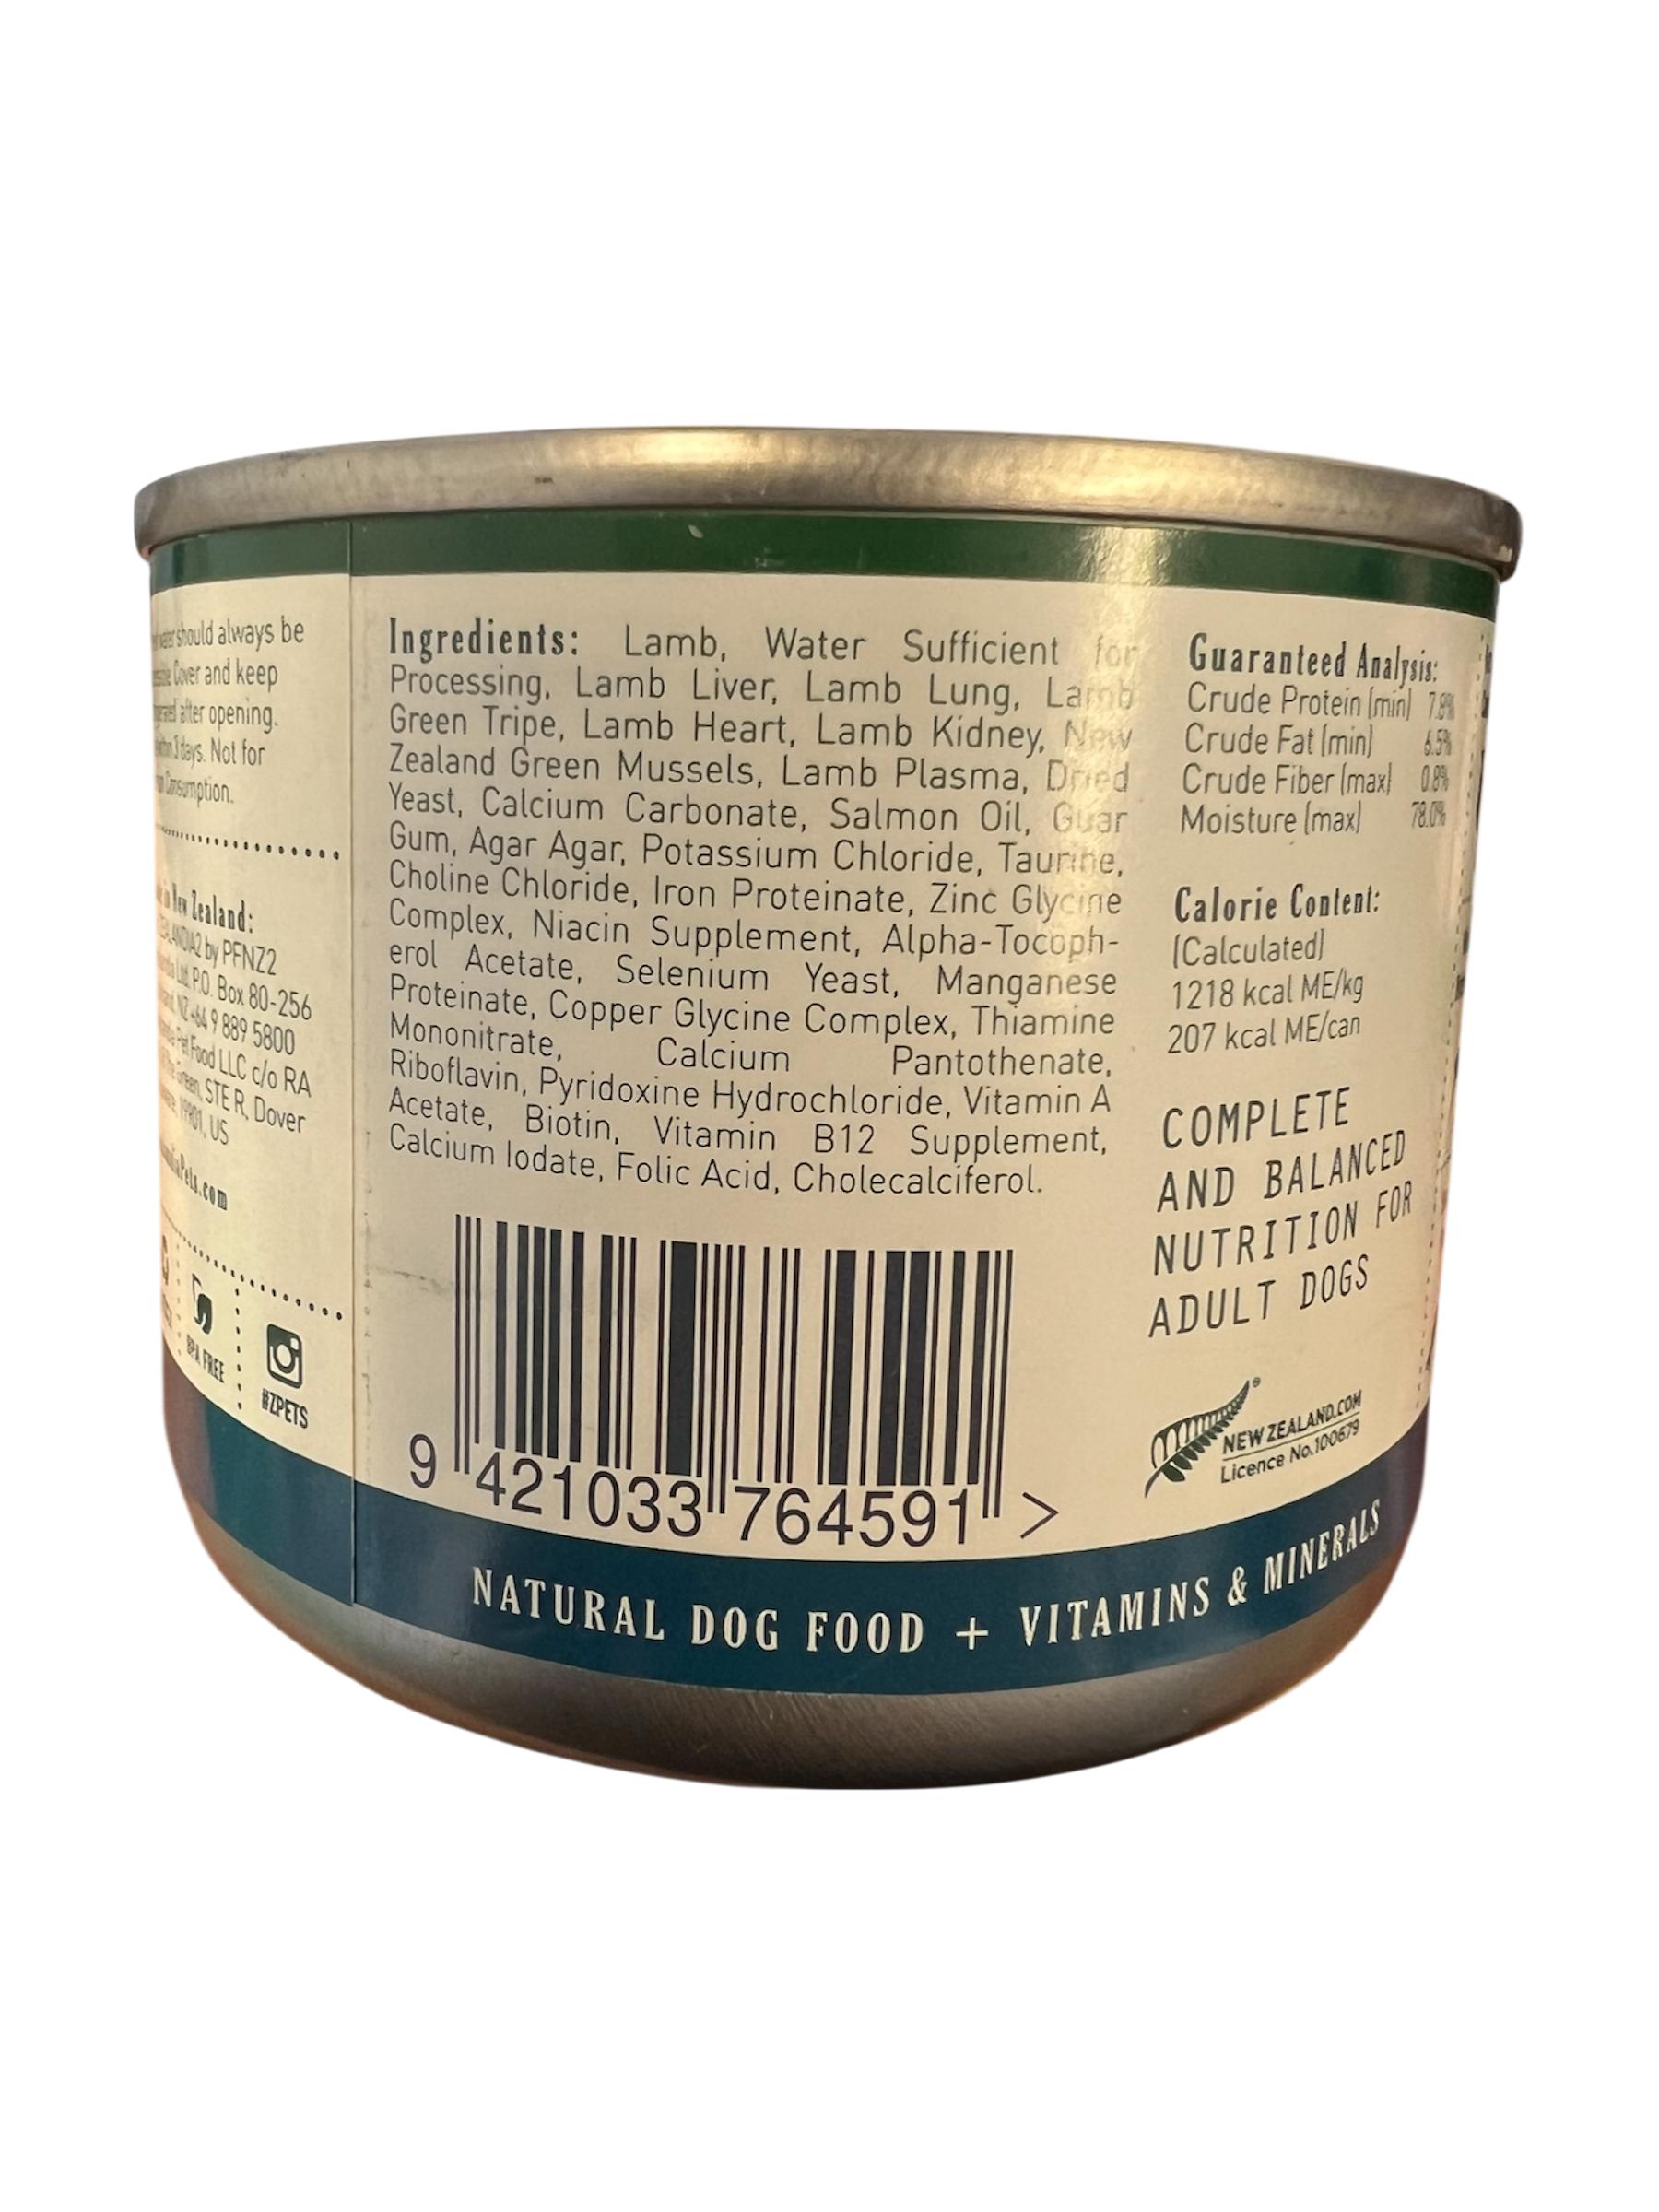 should always be
Cover and keep
after opening.
3 days. Not for
Consumption.
New Zealand:
by PFNZ2
Ltd. P.O. Box 80-256
NZ +64 9 889 5800
Pet Food LLC c/o RA
Green, STE R, Dover
19901, US
Pets.com
BPA FREE
#ZPETS
Ingredients: Lamb, Water Sufficient for
Processing, Lamb Liver, Lamb Lung, Lamb
Green Tripe, Lamb Heart, Lamb Kidney, New
Zealand Green Mussels, Lamb Plasma, Dried
Yeast, Calcium Carbonate, Salmon Oil, Guar
Gum, Agar Agar, Potassium Chloride, Taurine,
Choline Chloride, Iron Proteinate, Zinc Glycine
Complex, Niacin Supplement, Alpha-Tocoph-
erol Acetate, Selenium Yeast, Manganese
Proteinate, Copper Glycine Complex, Thiamine
Mononitrate, Calcium Pantothenate,
Riboflavin, Pyridoxine Hydrochloride, Vitamin A
Acetate, Biotin, Vitamin B12 Supplement,
Calcium Iodate, Folic Acid, Cholecalciferol.
9 421033 764591 >
Guaranteed Analysis:
Crude Protein (min) 7.8%
Crude Fat (min) 6.5%
Crude Fiber (max) 0.8%
Moisture (max) 78.0%
Calorie Content:
(Calculated)
1218 kcal ME/kg
207 kcal ME/can
COMPLETE
AND BALANCED
NUTRITION FOR
ADULT DOGS
NEW ZEALAND.COM
Licence No.100679
NATURAL DOG FOOD + VITAMINS & MINERALS